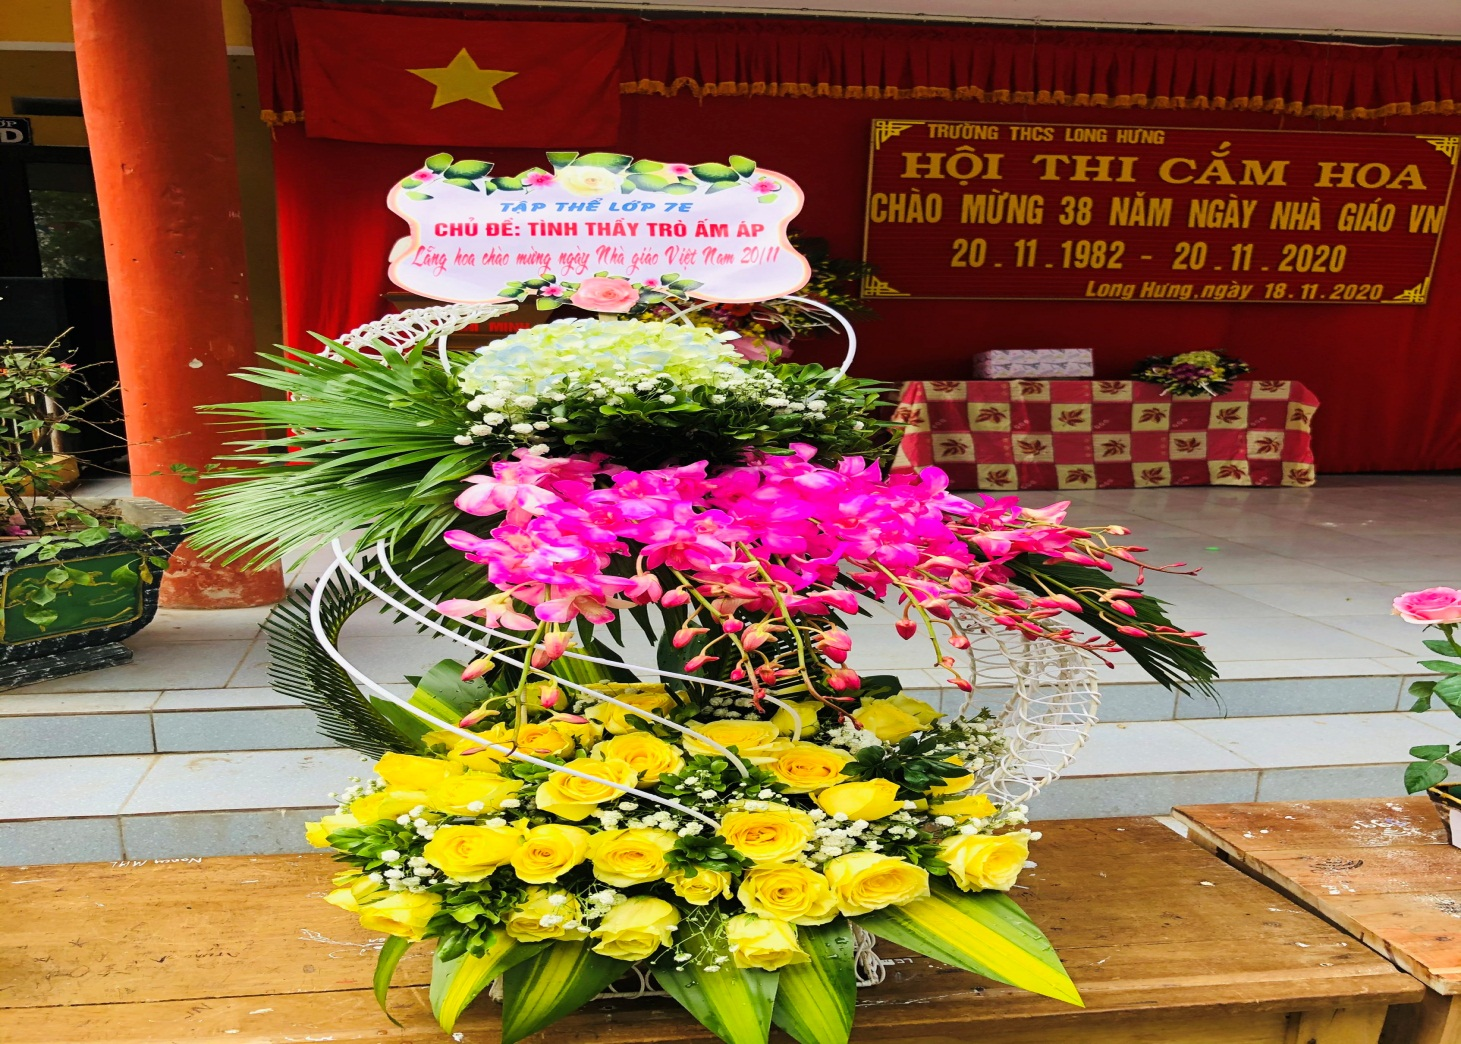 TRƯỜNG THCS LONG HƯNG
HỘI THI CẮM HOA
CHÀO MỪNG 38 NĂM NGÀY NHÀ GIÁO VN
20.11.1982 - 20.11.2020
Long Hưng, ngày 18.11.2020
TẬP THỂ LỚP 7E
CHỦ ĐỀ: TÌNH THẦY TRÒ ẤM ÁP
Lẵng hoa chào mừng ngày Nhà giáo Việt Nam 20/11
MINH